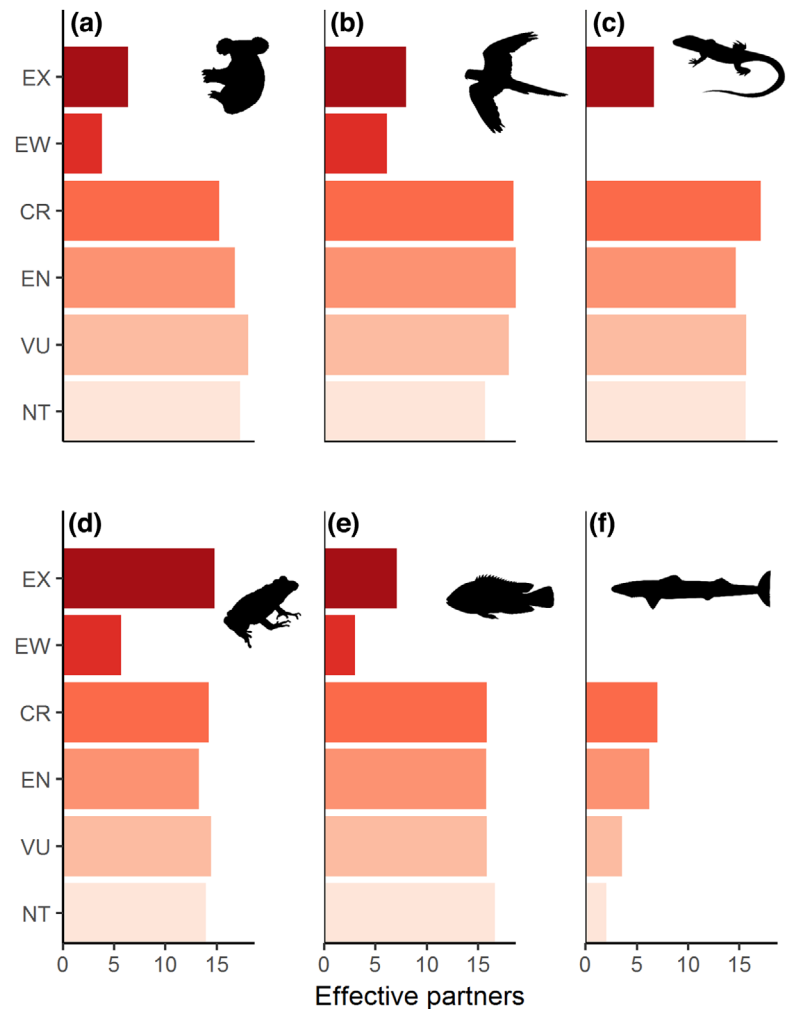 (a) (b) (c)
EX
EW
CR
EN
VU
NT
(d) (e) (f)
EX
EW
CR
EN
VU
NT
0 5 10 15 0 5 10 15 0 5 10 15
Effective partners